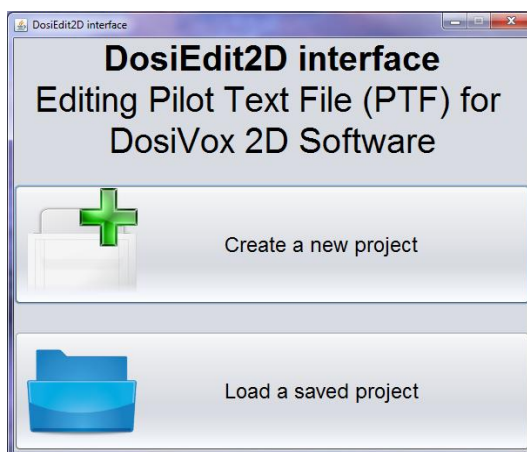 DosiEdit2D interface
DosiEdit2D interface
Editing Pilot Text File (PTF) for
DosiVox 2D Software
Create a new project
Load a saved project